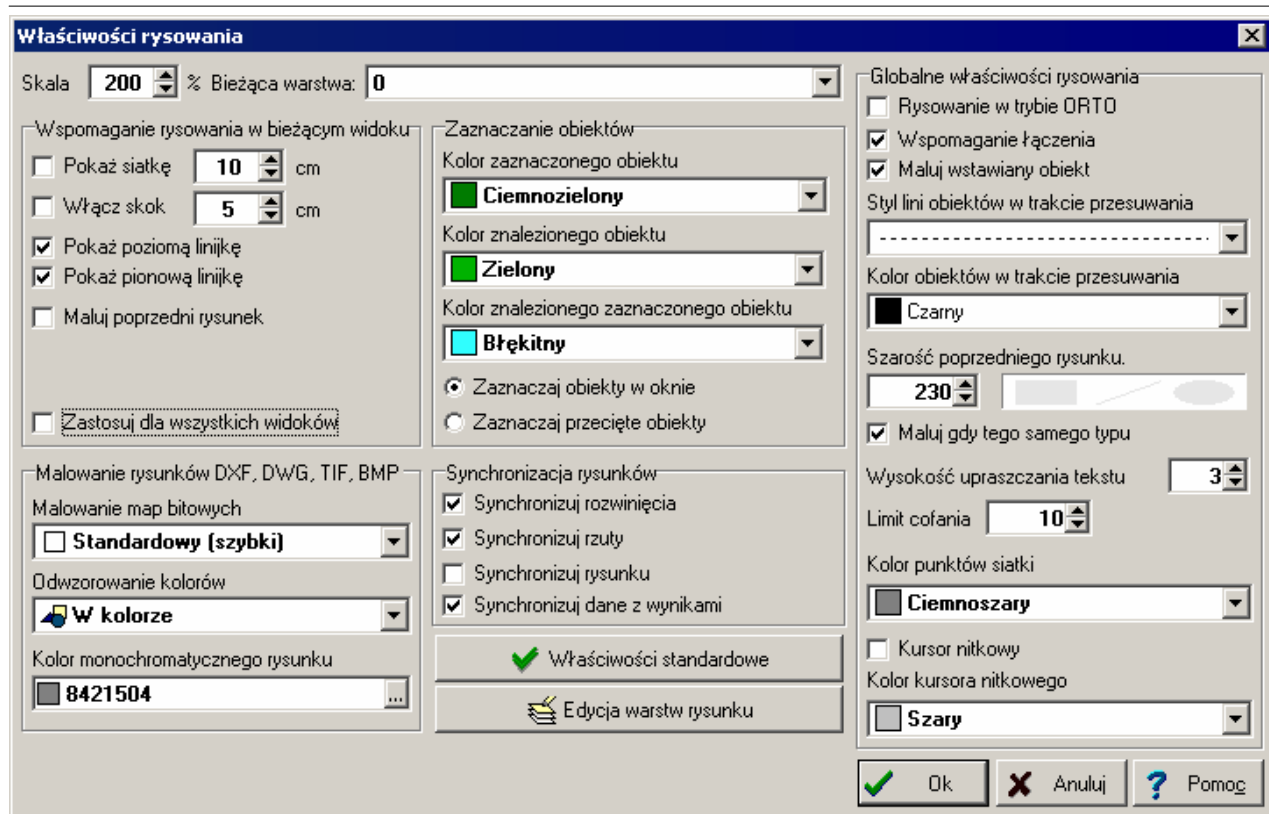 Właściwości rysowania
Skala 200 % Bieżąca warstwa: 0
Wspomaganie rysowania w bieżącym widoku
Pokaż siatkę 10 cm
Włącz skok 5 cm
Pokaż poziomą linijkę
Pokaż pionową linijkę
Maluj poprzedni rysunek
Zastosuj dla wszystkich widoków
Malowanie rysunków DXF, DWG, TIF, BMP
Malowanie map bitowych
Standardowy (szybki)
Odwzorowanie kolorów
W kolorze
Kolor monochromatycznego rysunku
8421504 ...
Zaznaczanie obiektów
Kolor zaznaczonego obiektu
Ciemnozielony
Kolor znalezionego obiektu
Zielony
Kolor znalezionego zaznaczonego obiektu
Błękitny
Zaznaczaj obiekty w oknie
Zaznaczaj przecięte obiekty
Synchronizacja rysunków
Synchronizuj rozwinięcia
Synchronizuj rzuty
Synchronizuj rysunku
Synchronizuj dane z wynikami
Właściwości standardowe
Edycja warstw rysunku
Globalne właściwości rysowania
Rysowanie w trybie ORTO
Wspomaganie łączenia
Maluj wstawiany obiekt
Styl lini obiektów w trakcie przesuwania
Kolor obiektów w trakcie przesuwania
Czarny
Szarość poprzedniego rysunku.
230
Maluj gdy tego samego typu
Wysokość upraszczania tekstu 3
Limit cofania 10
Kolor punktów siatki
Ciemnoszary
Kursor nitkowy
Kolor kursora nitkowego
Szary
Ok Anuluj Pomoc